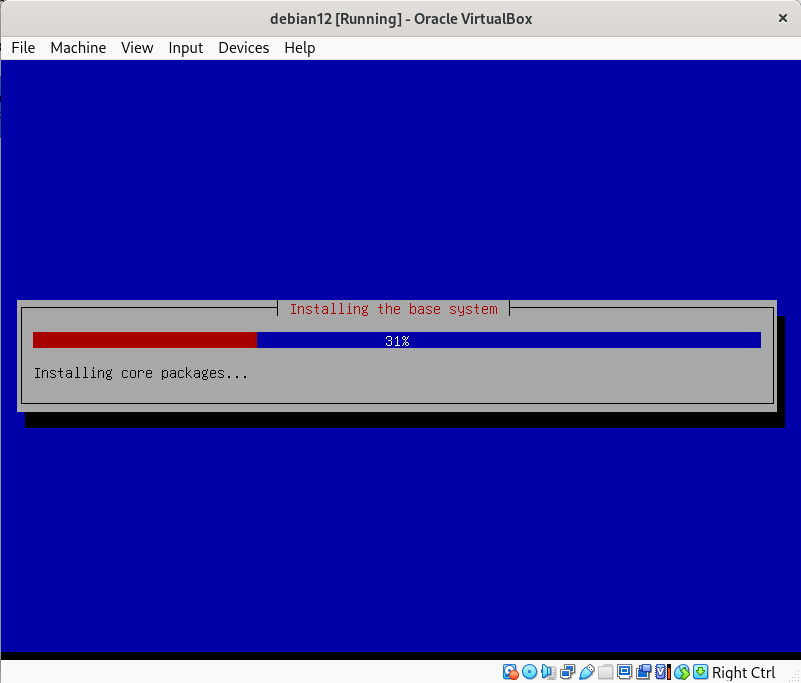 debian12 [Running] - Oracle VirtualBox
File Machine View Input Devices Help
Installing the base system
31%
Installing core packages...
Right Ctrl